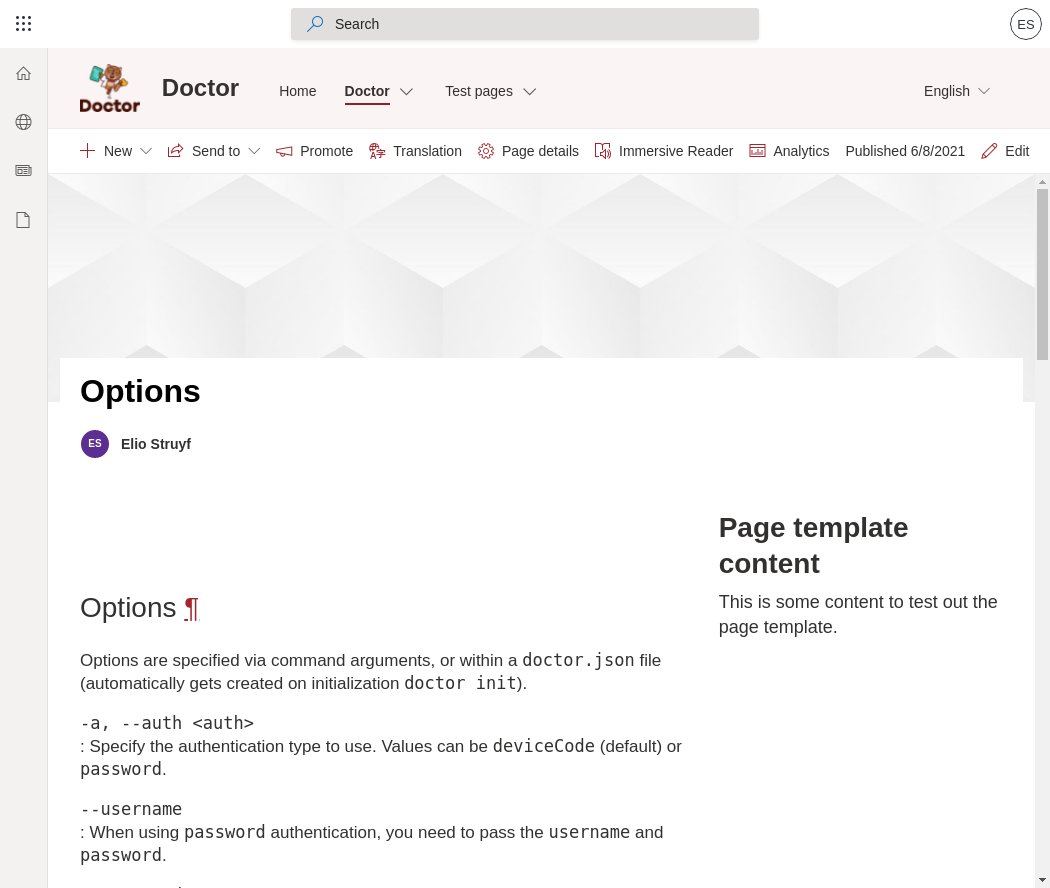 Search
ES
Doctor
Doctor
Home
Doctor
Test pages
English
New
Send to
Promote
Translation
Page details
Immersive Reader
Analytics
Published 6/8/2021
Edit
Options
ES
Elio Struyf
Page template
content
This is some content to test out the
page template.
Options ¶
Options are specified via command arguments, or within a doctor.json file
(automatically gets created on initialization doctor init).
-a, --auth <auth>
: Specify the authentication type to use. Values can be deviceCode (default) or
password.
--username
: When using password authentication, you need to pass the username and
password.